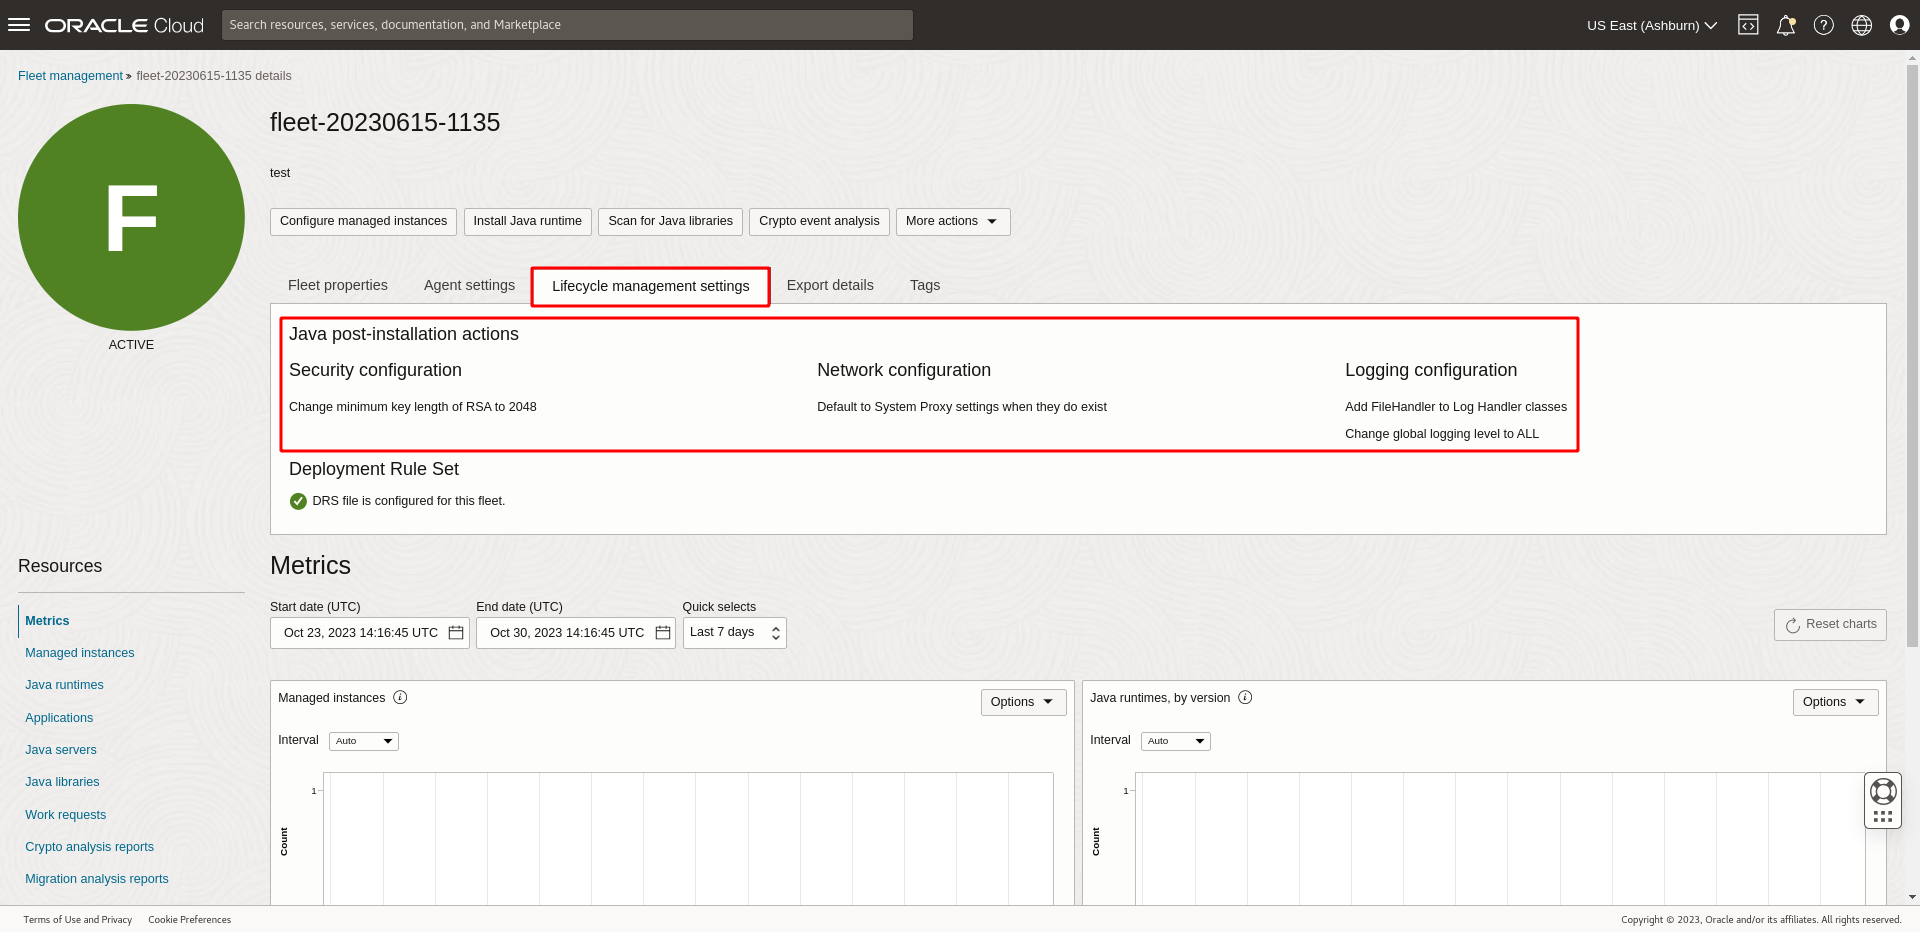 ORACLE Cloud
Search resources, services, documentation, and Marketplace
US East (Ashburn)
Fleet management » fleet-20230615-1135 details
F
ACTIVE
fleet-20230615-1135
test
Configure managed instances
Install Java runtime
Scan for Java libraries
Crypto event analysis
More actions
Fleet properties
Agent settings
Lifecycle management settings
Export details
Tags
Java post-installation actions
Security configuration
Change minimum key length of RSA to 2048
Network configuration
Default to System Proxy settings when they do exist
Logging configuration
Add FileHandler to Log Handler classes
Change global logging level to ALL
Deployment Rule Set
DRS file is configured for this fleet.
Resources
Metrics
Managed instances
Java runtimes
Applications
Java servers
Java libraries
Work requests
Crypto analysis reports
Migration analysis reports
Metrics
Start date (UTC)
Oct 23, 2023 14:16:45 UTC
End date (UTC)
Oct 30, 2023 14:16:45 UTC
Quick selects
Last 7 days
Reset charts
Managed instances
Options
Interval
Auto
1
Count
Java runtimes, by version
Options
Interval
Auto
1
Count
Terms of Use and Privacy
Cookie Preferences
Copyright © 2023, Oracle and/or its affiliates. All rights reserved.